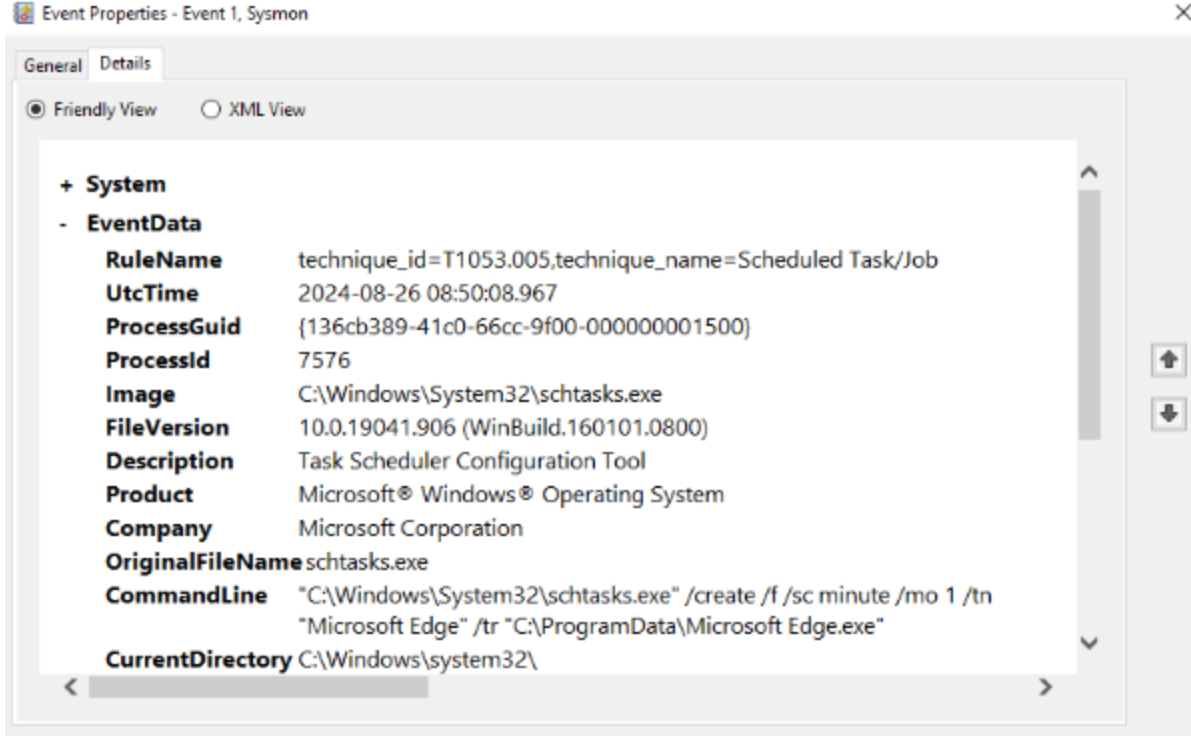 Event Properties - Event 1, Sysmon
General Details
Friendly View XML View
+ System
- EventData
RuleName technique_id=T1053.005,technique_name=Scheduled Task/Job
UtcTime 2024-08-26 08:50:08.967
ProcessGuid {136cb389-41c0-66cc-9f00-000000001500}
ProcessId 7576
Image C:\Windows\System32\schtasks.exe
FileVersion 10.0.19041.906 (WinBuild.160101.0800)
Description Task Scheduler Configuration Tool
Product Microsoft® Windows® Operating System
Company Microsoft Corporation
OriginalFileName schtasks.exe
CommandLine "C:\Windows\System32\schtasks.exe" /create /f /sc minute /mo 1 /tn
"Microsoft Edge" /tr "C:\ProgramData\Microsoft Edge.exe"
CurrentDirectory C:\Windows\system32\